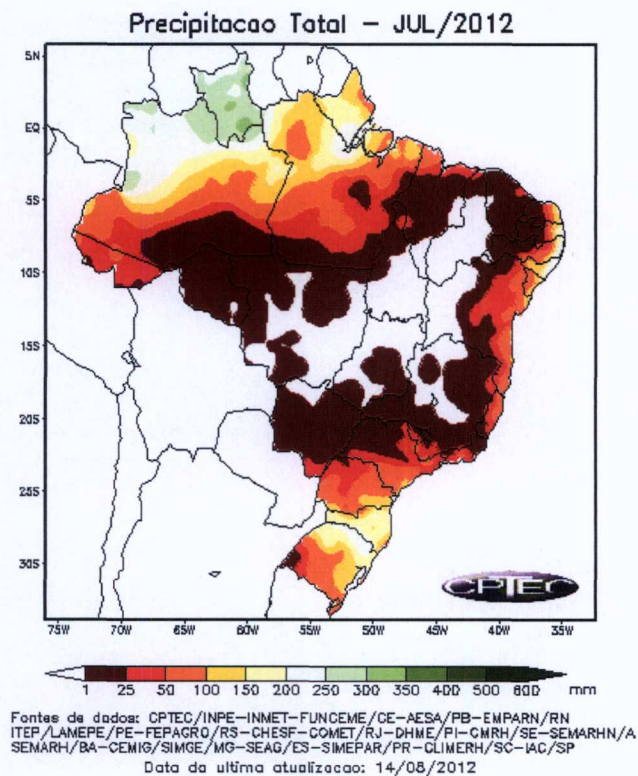 Precipitacao Total – JUL/2012
5N
EQ
5S
10S
15S
20S
25S
30S
75W 70W 65W 60W 55W 50W 45W 40W 35W
CPTEC
1 25 50 100 150 200 250 300 350 400 500 600 mm
Fontes de dados: CPTEC/INPE-INMET-FUNCEME/CE-AESA/PB-EMPARN/RN
ITEP/LAMEPE/PE-FEPAGRO/RS-CHESF-COMET/RJ-DHME/PI-CMRH/SE-SEMARHN/A
SEMARH/BA-CEMIG/SIMGE/MG-SEAG/ES-SIMEPAR/PR-CLIMERH/SC-IAC/SP
Data da ultima atualizacao: 14/08/2012